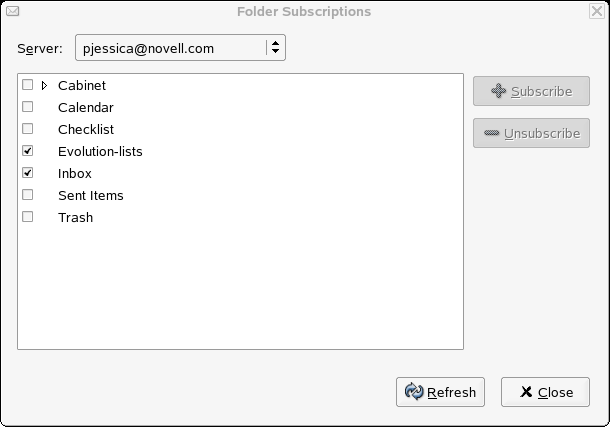 Folder Subscriptions
Server: pjessica@novell.com
Cabinet
Subscribe
Calendar
Checklist
Unsubscribe
Evolution-lists
Inbox
Sent Items
Trash
Refresh
Close